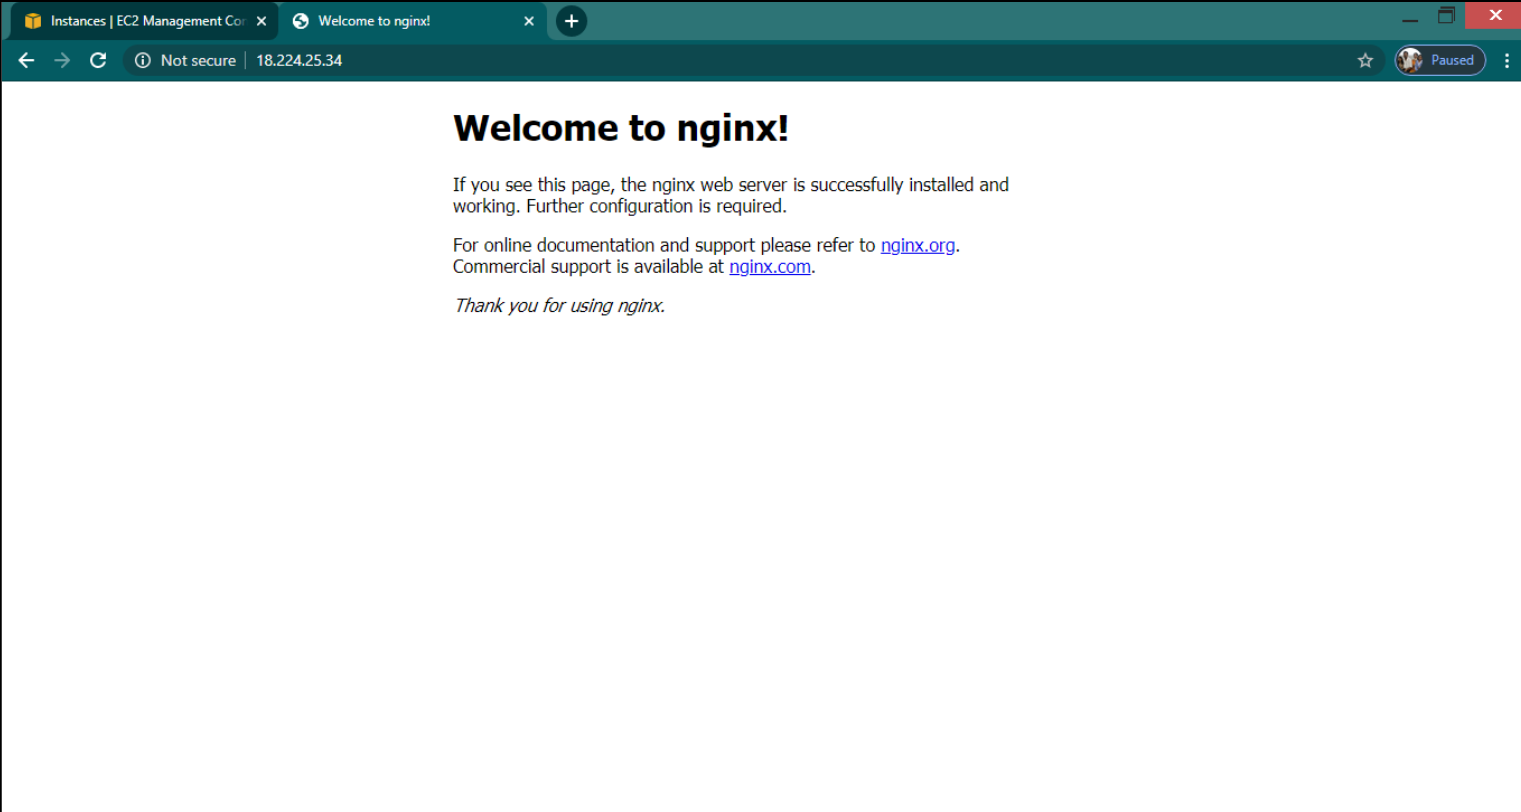 Instances | EC2 Management Con
Welcome to nginx!
Not secure
18.224.25.34
Paused
Welcome to nginx!
If you see this page, the nginx web server is successfully installed and
working. Further configuration is required.
For online documentation and support please refer to nginx.org.
Commercial support is available at nginx.com.
Thank you for using nginx.